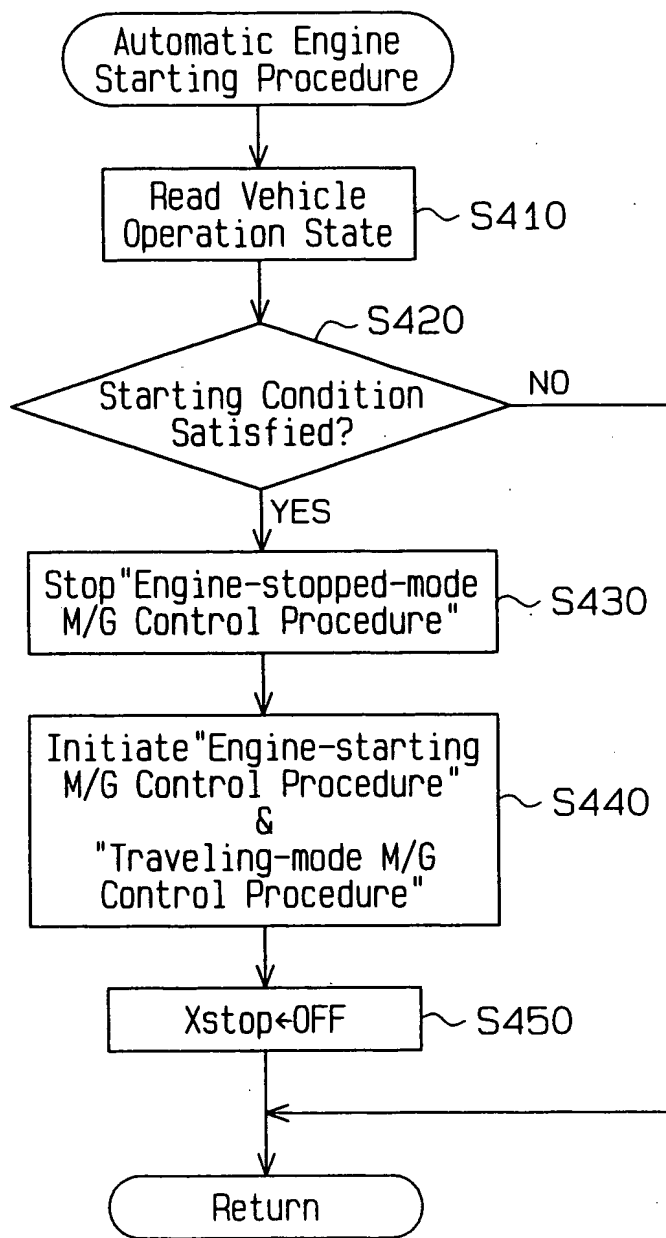 Automatic Engine
Starting Procedure
Read Vehicle
Operation State
S410
S420
Starting Condition
Satisfied?
NO
YES
Stop"Engine-stopped-mode
M/G Control Procedure"
S430
Initiate"Engine-starting
M/G Control Procedure"
&
"Traveling-mode M/G
Control Procedure"
S440
Xstop←OFF
S450
Return